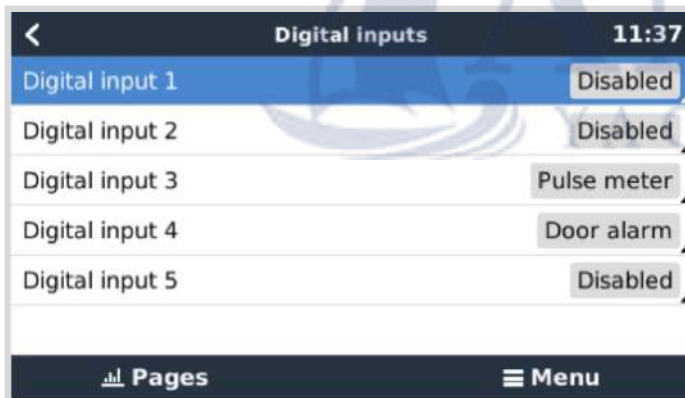 Digital inputs 11:37
Digital input 1 Disabled
Digital input 2 Disabled
Digital input 3 Pulse meter
Digital input 4 Door alarm
Digital input 5 Disabled
Pages Menu